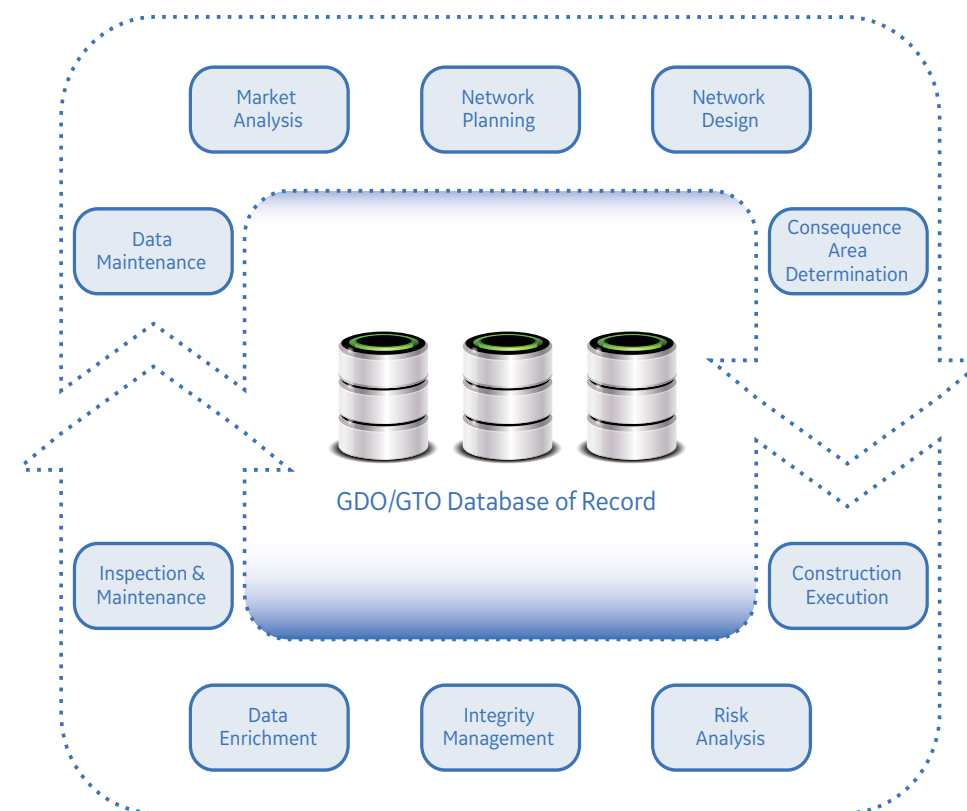 Market
Analysis
Network
Planning
Network
Design
Data
Maintenance
Consequence
Area
Determination
GDO/GTO Database of Record
Inspection &
Maintenance
Construction
Execution
Data
Enrichment
Integrity
Management
Risk
Analysis